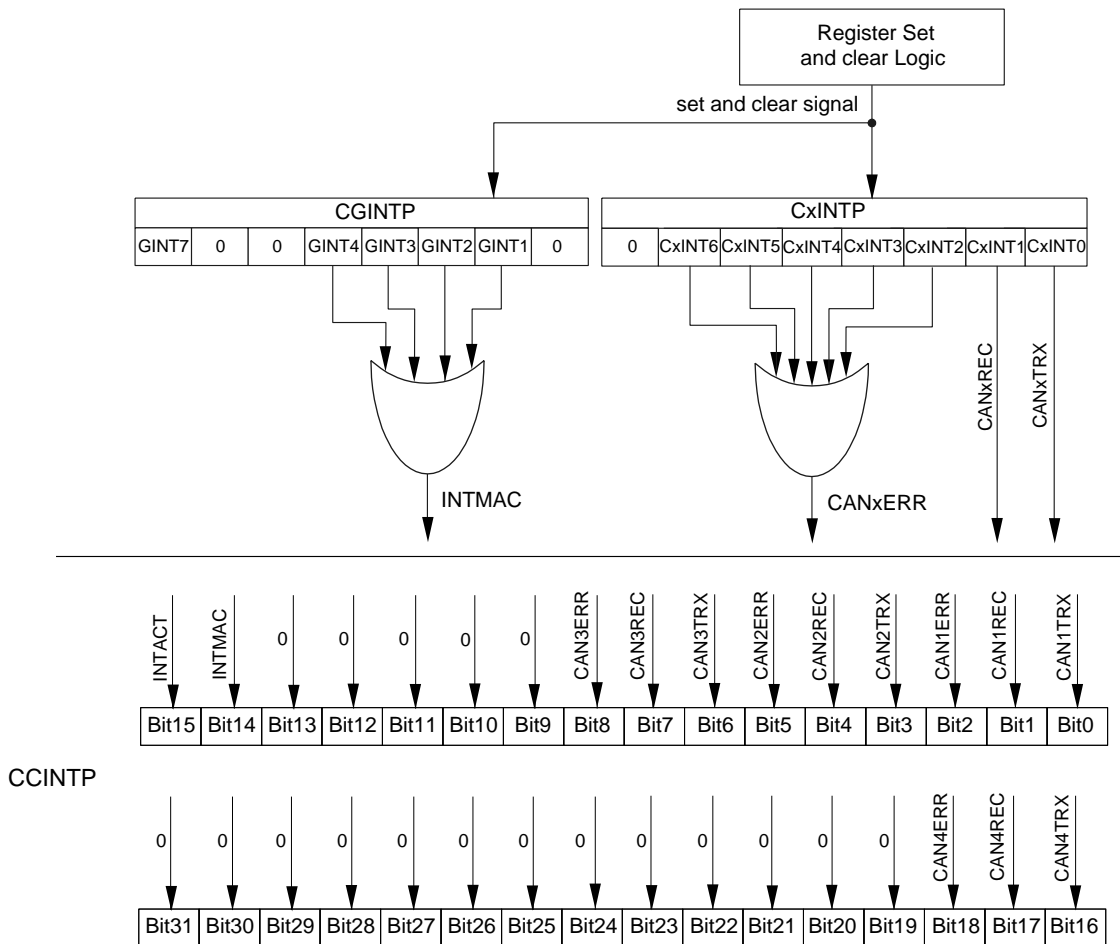 Register Set
and clear Logic
set and clear signal
CGINTP
CxINTP
GINT7 0 0 GINT4 GINT3 GINT2 GINT1 0
0 CxINT6 CxINT5 CxINT4 CxINT3 CxINT2 CxINT1 CxINT0
CANxREC
CANxTRX
INTMAC
CANxERR
INTACT INTMAC 0 0 0 0 0 CAN3ERR CAN3REC CAN3TRX CAN2ERR CAN2REC CAN2TRX CAN1ERR CAN1REC CAN1TRX
Bit15 Bit14 Bit13 Bit12 Bit11 Bit10 Bit9 Bit8 Bit7 Bit6 Bit5 Bit4 Bit3 Bit2 Bit1 Bit0
CCINTP
0 0 0 0 0 0 0 0 0 0 0 0 0 CAN4ERR CAN4REC CAN4TRX
Bit31 Bit30 Bit29 Bit28 Bit27 Bit26 Bit25 Bit24 Bit23 Bit22 Bit21 Bit20 Bit19 Bit18 Bit17 Bit16